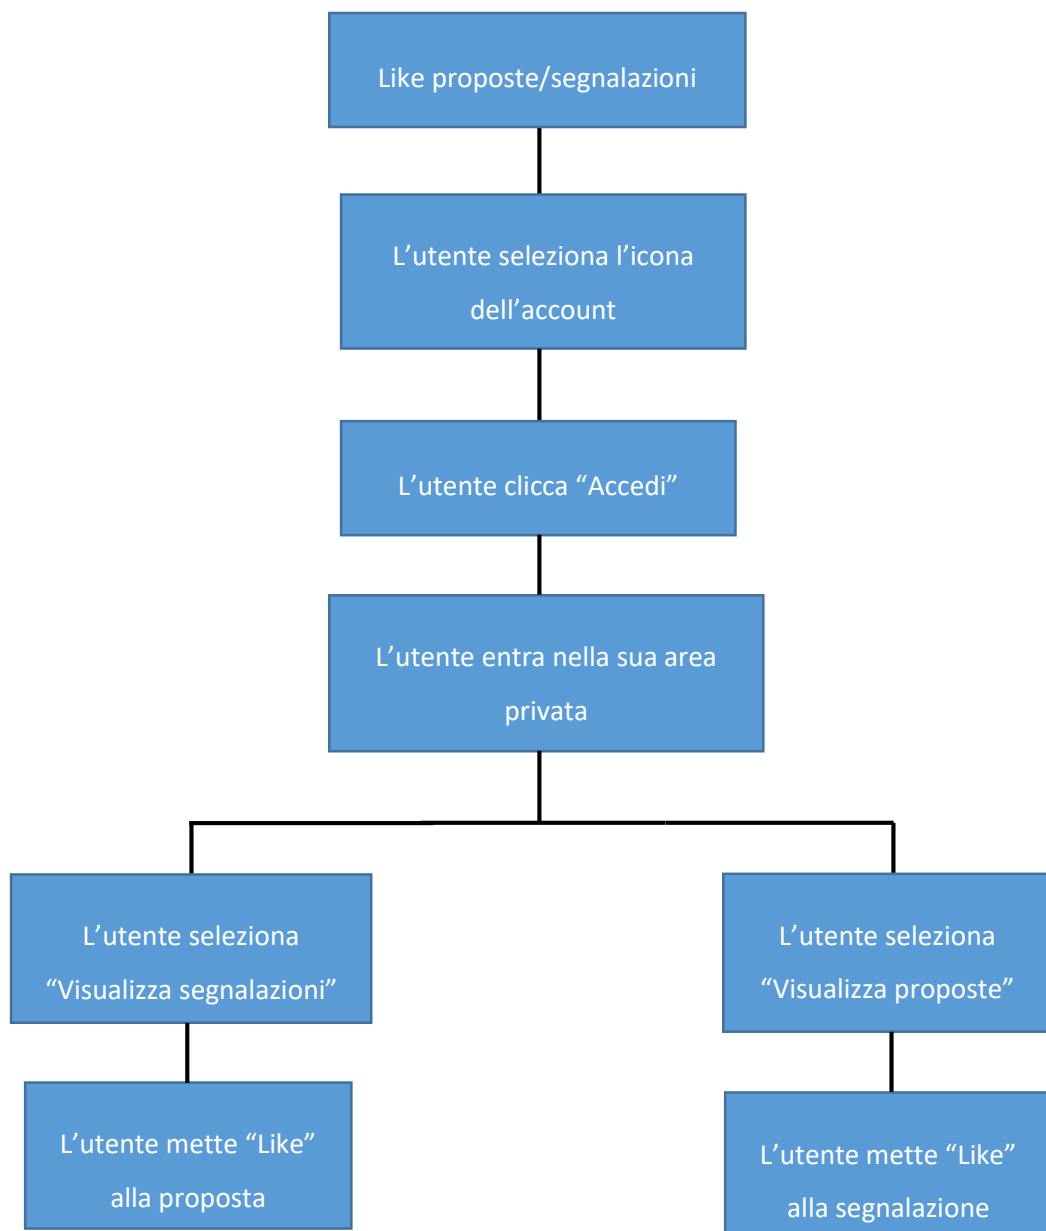 Like proposte/segnalazioni
L’utente seleziona l’icona
dell’account
L’utente clicca “Accedi”
L’utente entra nella sua area
privata
L’utente seleziona
“Visualizza segnalazioni”
L’utente seleziona
“Visualizza proposte”
L’utente mette “Like”
alla proposta
L’utente mette “Like”
alla segnalazione